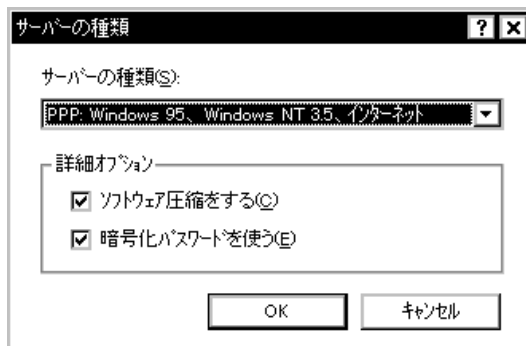 サーバーの種類
サーバーの種類(S):
PPP: Windows 95、Windows NT 3.5、インターネット
詳細オプション
ソフトウェア圧縮をする(C)
暗号化パスワードを使う(E)
OK キャンセル